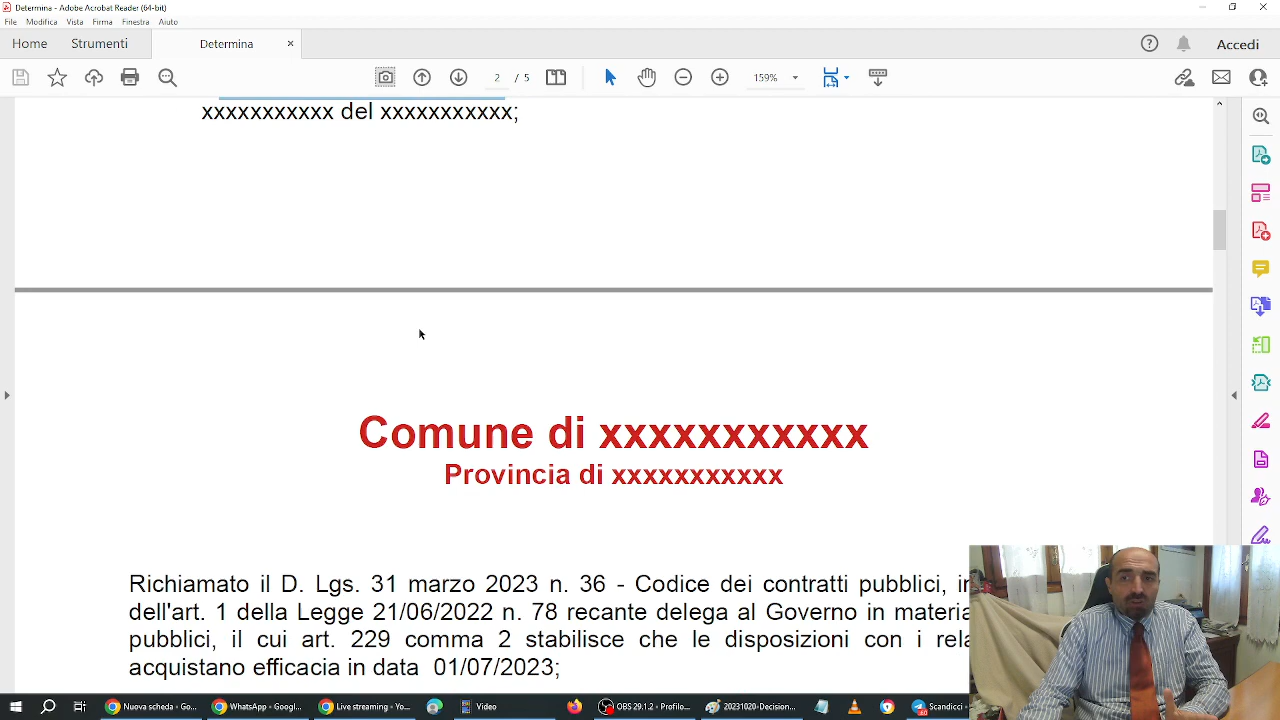 Determina - Adobe Acrobat Reader (64-bit)
File Modifica Vista Firma Finestra Aiuto
Home Strumenti Determina × Accedi
2 / 5 159%
xxxxxxxxxxx del xxxxxxxxxxx;
Comune di xxxxxxxxxxx
Provincia di xxxxxxxxxxx
Richiamato il D. Lgs. 31 marzo 2023 n. 36 - Codice dei contratti pubblici, in
dell'art. 1 della Legge 21/06/2022 n. 78 recante delega al Governo in materia
pubblici, il cui art. 229 comma 2 stabilisce che le disposizioni con i rela
acquistano efficacia in data 01/07/2023;
Nuova scheda - Go... WhatsApp - Googl... Live streaming - Yo... Video OBS 29.1.2 - Profilo... 20231020-Decision... Candicci -